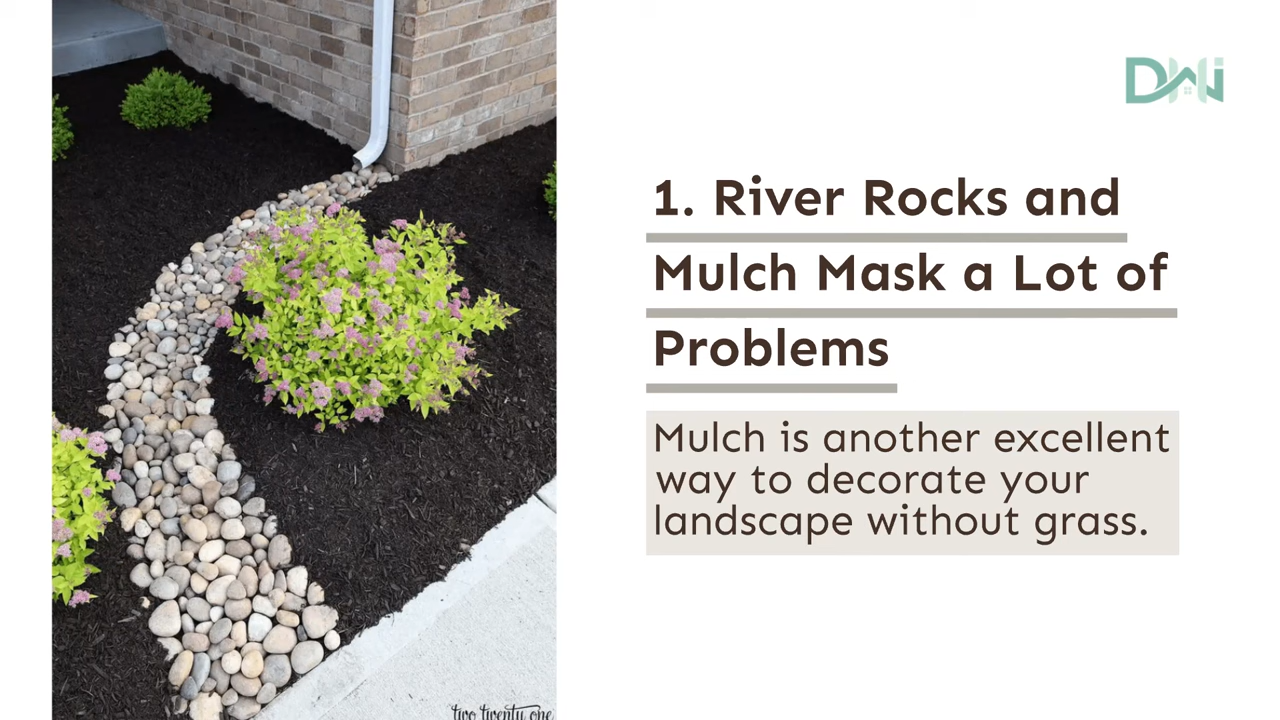 DHI
1. River Rocks and
Mulch Mask a Lot of
Problems
Mulch is another excellent
way to decorate your
landscape without grass.
two twenty one